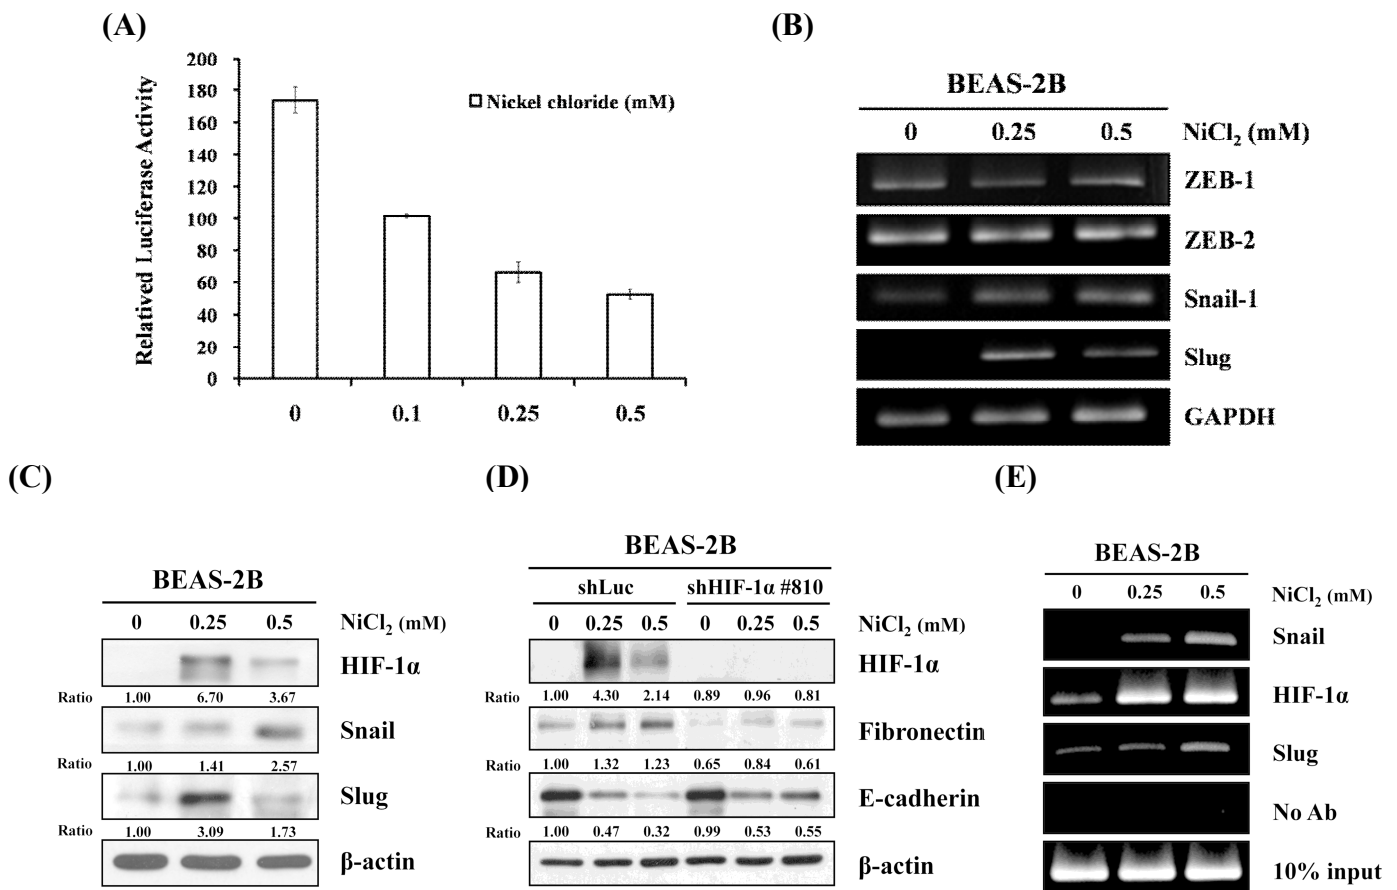 (A)
200
180
160
140
120
100
80
60
40
20
0
Relatived Luciferase Activity
Nickel chloride (mM)
0 0.1 0.25 0.5
(B)
BEAS-2B
0 0.25 0.5 NiCl₂ (mM)
ZEB-1
ZEB-2
Snail-1
Slug
GAPDH
(C)
BEAS-2B
0 0.25 0.5 NiCl₂ (mM)
HIF-1α
Ratio 1.00 6.70 3.67
Snail
Ratio 1.00 1.41 2.57
Slug
Ratio 1.00 3.09 1.73
β-actin
(D)
BEAS-2B
shLuc shHIF-1α #810
0 0.25 0.5 0 0.25 0.5 NiCl₂ (mM)
HIF-1α
Ratio 1.00 4.30 2.14 0.89 0.96 0.81
Fibronectin
Ratio 1.00 1.32 1.23 0.65 0.84 0.61
E-cadherin
Ratio 1.00 0.47 0.32 0.99 0.53 0.55
β-actin
(E)
BEAS-2B
0 0.25 0.5 NiCl₂ (mM)
Snail
HIF-1α
Slug
No Ab
10% input